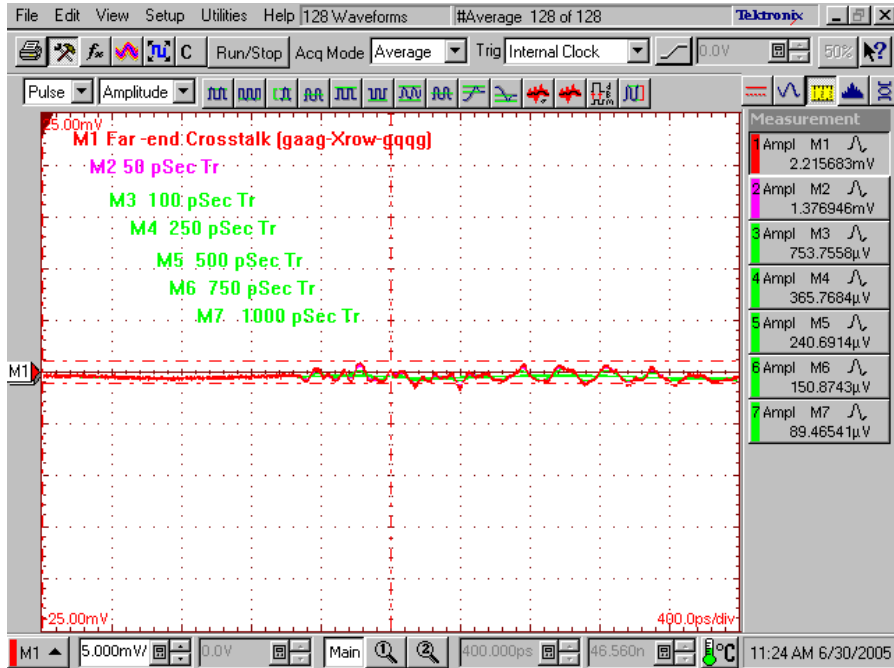 File Edit View Setup Utilities Help 128 Waveforms #Average 128 of 128 Tektronix
C Run/Stop Acq Mode Average Trig Internal Clock 0.0V 50%
Pulse Amplitude
25.00mV
M1 Far -end Crosstalk (gaag-Xrow-gqqg)
M2 50 pSec Tr
M3 100 pSec Tr
M4 250 pSec Tr
M5 500 pSec Tr
M6 750 pSec Tr
M7 1000 pSec Tr
M1
-25.00mV
400.0ps/div
Measurement
1 Ampl M1
2.215683mV
2 Ampl M2
1.376946mV
3 Ampl M3
753.7558µV
4 Ampl M4
365.7684µV
5 Ampl M5
240.6914µV
6 Ampl M6
150.8743µV
7 Ampl M7
89.46541µV
M1 5.000mV/ 0.0V Main 1 2 400.000ps 46.560n °C 11:24 AM 6/30/2005